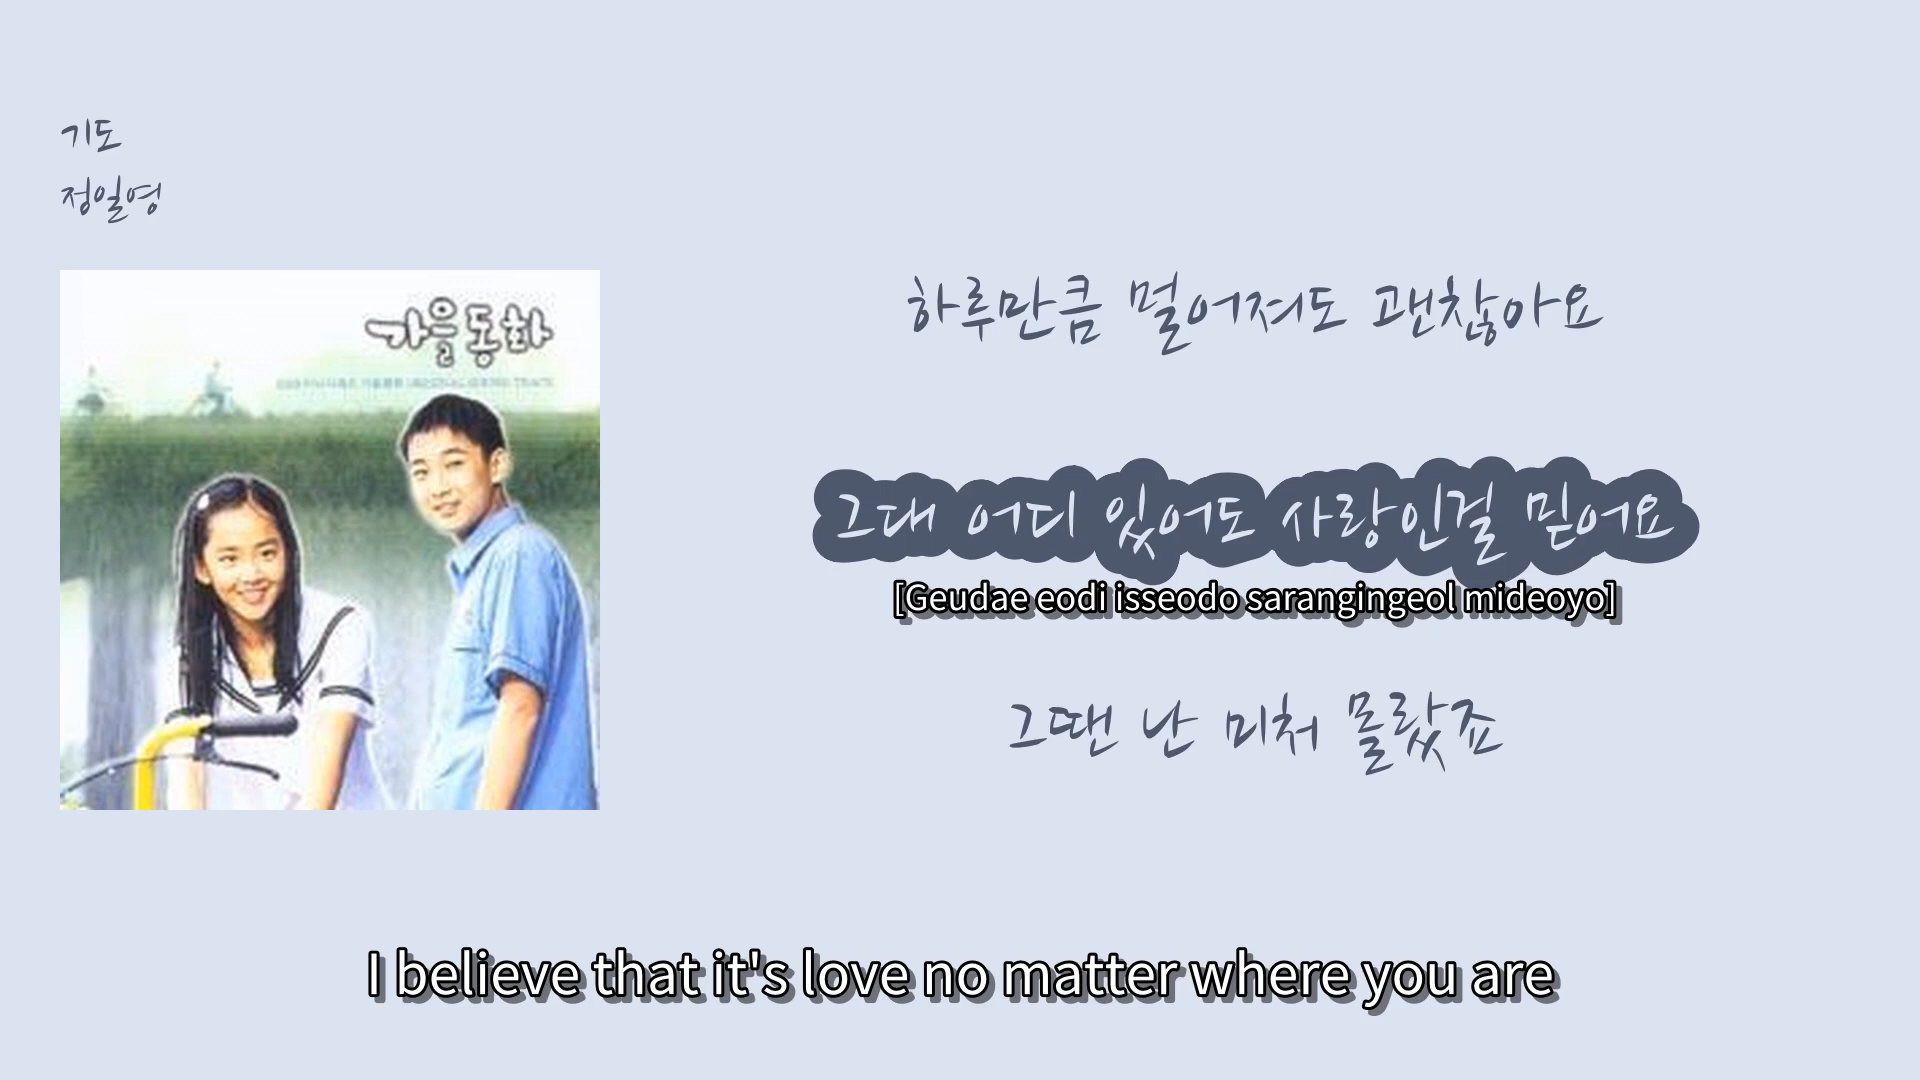 기도
정일영
가을동화
하루만큼 멀어져도 괜찮아요
그대 어디 있어도 사랑인걸 믿어요
[Geudae eodi isseodo sarangingeol mideoyo]
그땐 난 미처 몰랐죠
I believe that it's love no matter where you are